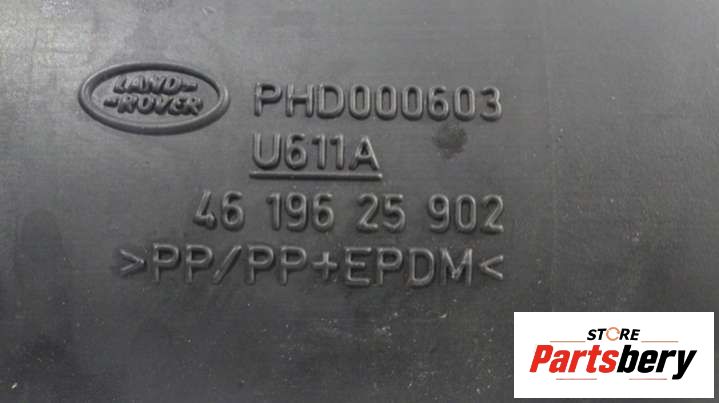 LAND-
-ROVER
PHD000603
U611A
46 196 25 902
>PP/PP+EPDM<
STORE
Partsbery